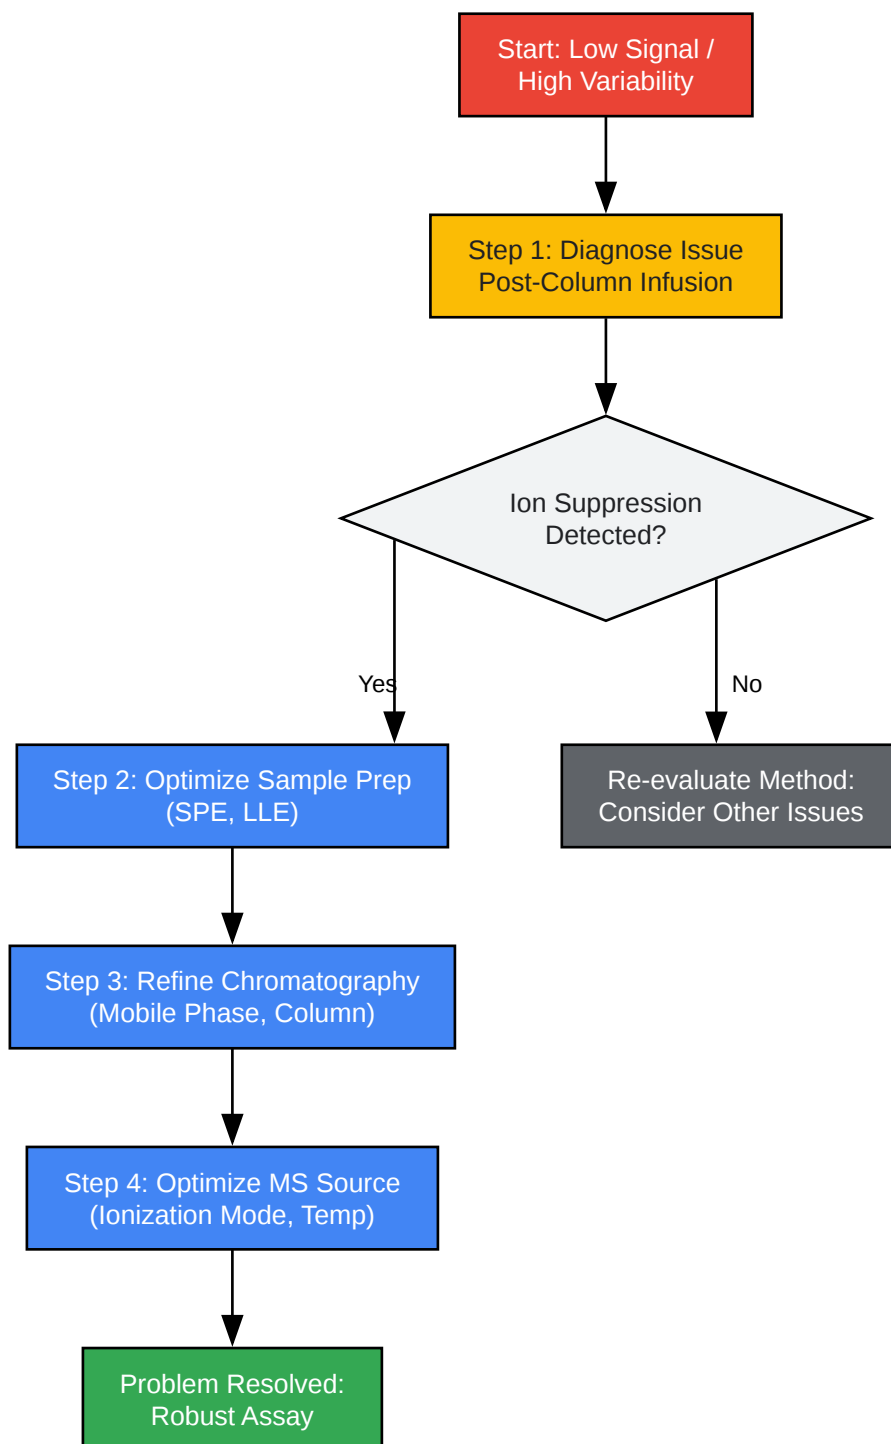 Start: Low Signal /
High Variability
Step 1: Diagnose Issue
Post-Column Infusion
Ion Suppression
Detected?
Yes
No
Step 2: Optimize Sample Prep
(SPE, LLE)
Re-evaluate Method:
Consider Other Issues
Step 3: Refine Chromatography
(Mobile Phase, Column)
Step 4: Optimize MS Source
(Ionization Mode, Temp)
Problem Resolved:
Robust Assay